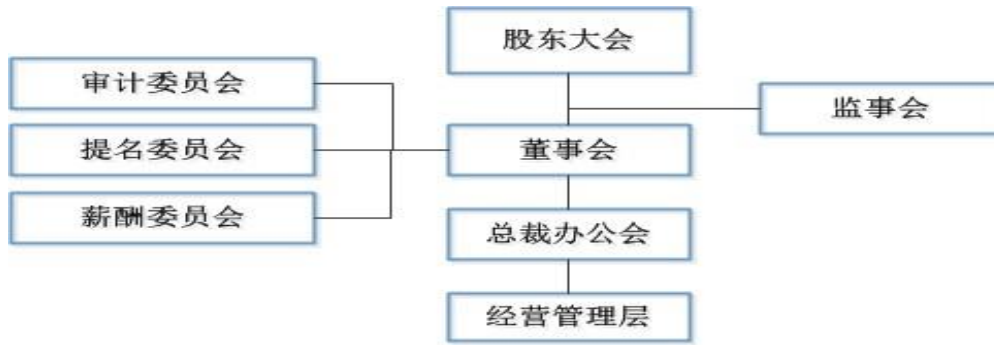 股东大会
审计委员会
监事会
提名委员会
董事会
薪酬委员会
总裁办公会
经营管理层